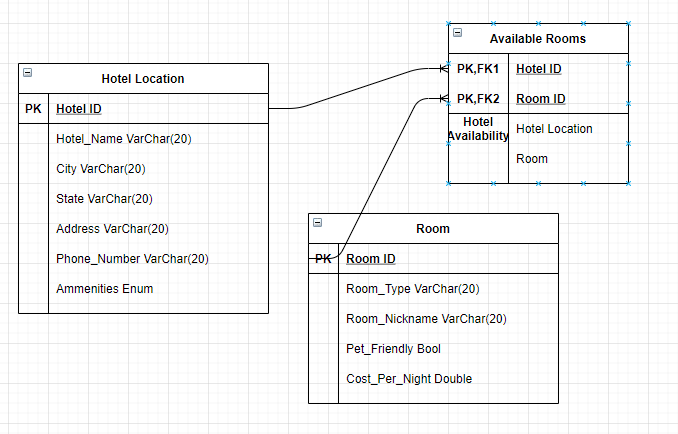 Available Rooms
PK,FK1 Hotel ID
PK,FK2 Room ID
Hotel Availability
Hotel Location
Room
Hotel Location
PK Hotel ID
Hotel_Name VarChar(20)
City VarChar(20)
State VarChar(20)
Address VarChar(20)
Phone_Number VarChar(20)
Ammenities Enum
Room
PK Room ID
Room_Type VarChar(20)
Room_Nickname VarChar(20)
Pet_Friendly Bool
Cost_Per_Night Double